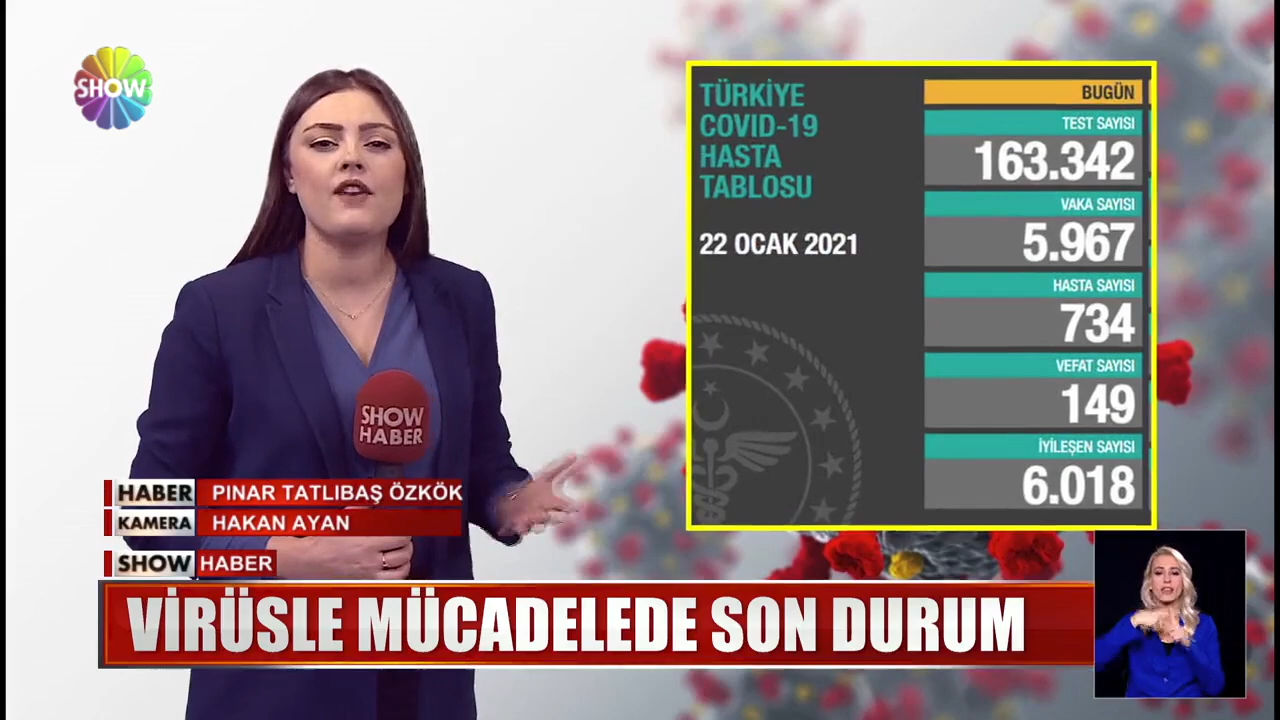 SHOW
TÜRKİYE
COVID-19
HASTA
TABLOSU
22 OCAK 2021
BUGÜN
TEST SAYISI
163.342
VAKA SAYISI
5.967
HASTA SAYISI
734
VEFAT SAYISI
149
İYİLEŞEN SAYISI
6.018
SHOW
HABER
HABER PINAR TATLIBAŞ ÖZKÖK
KAMERA HAKAN AYAN
SHOW HABER
VİRÜSLE MÜCADELEDE SON DURUM